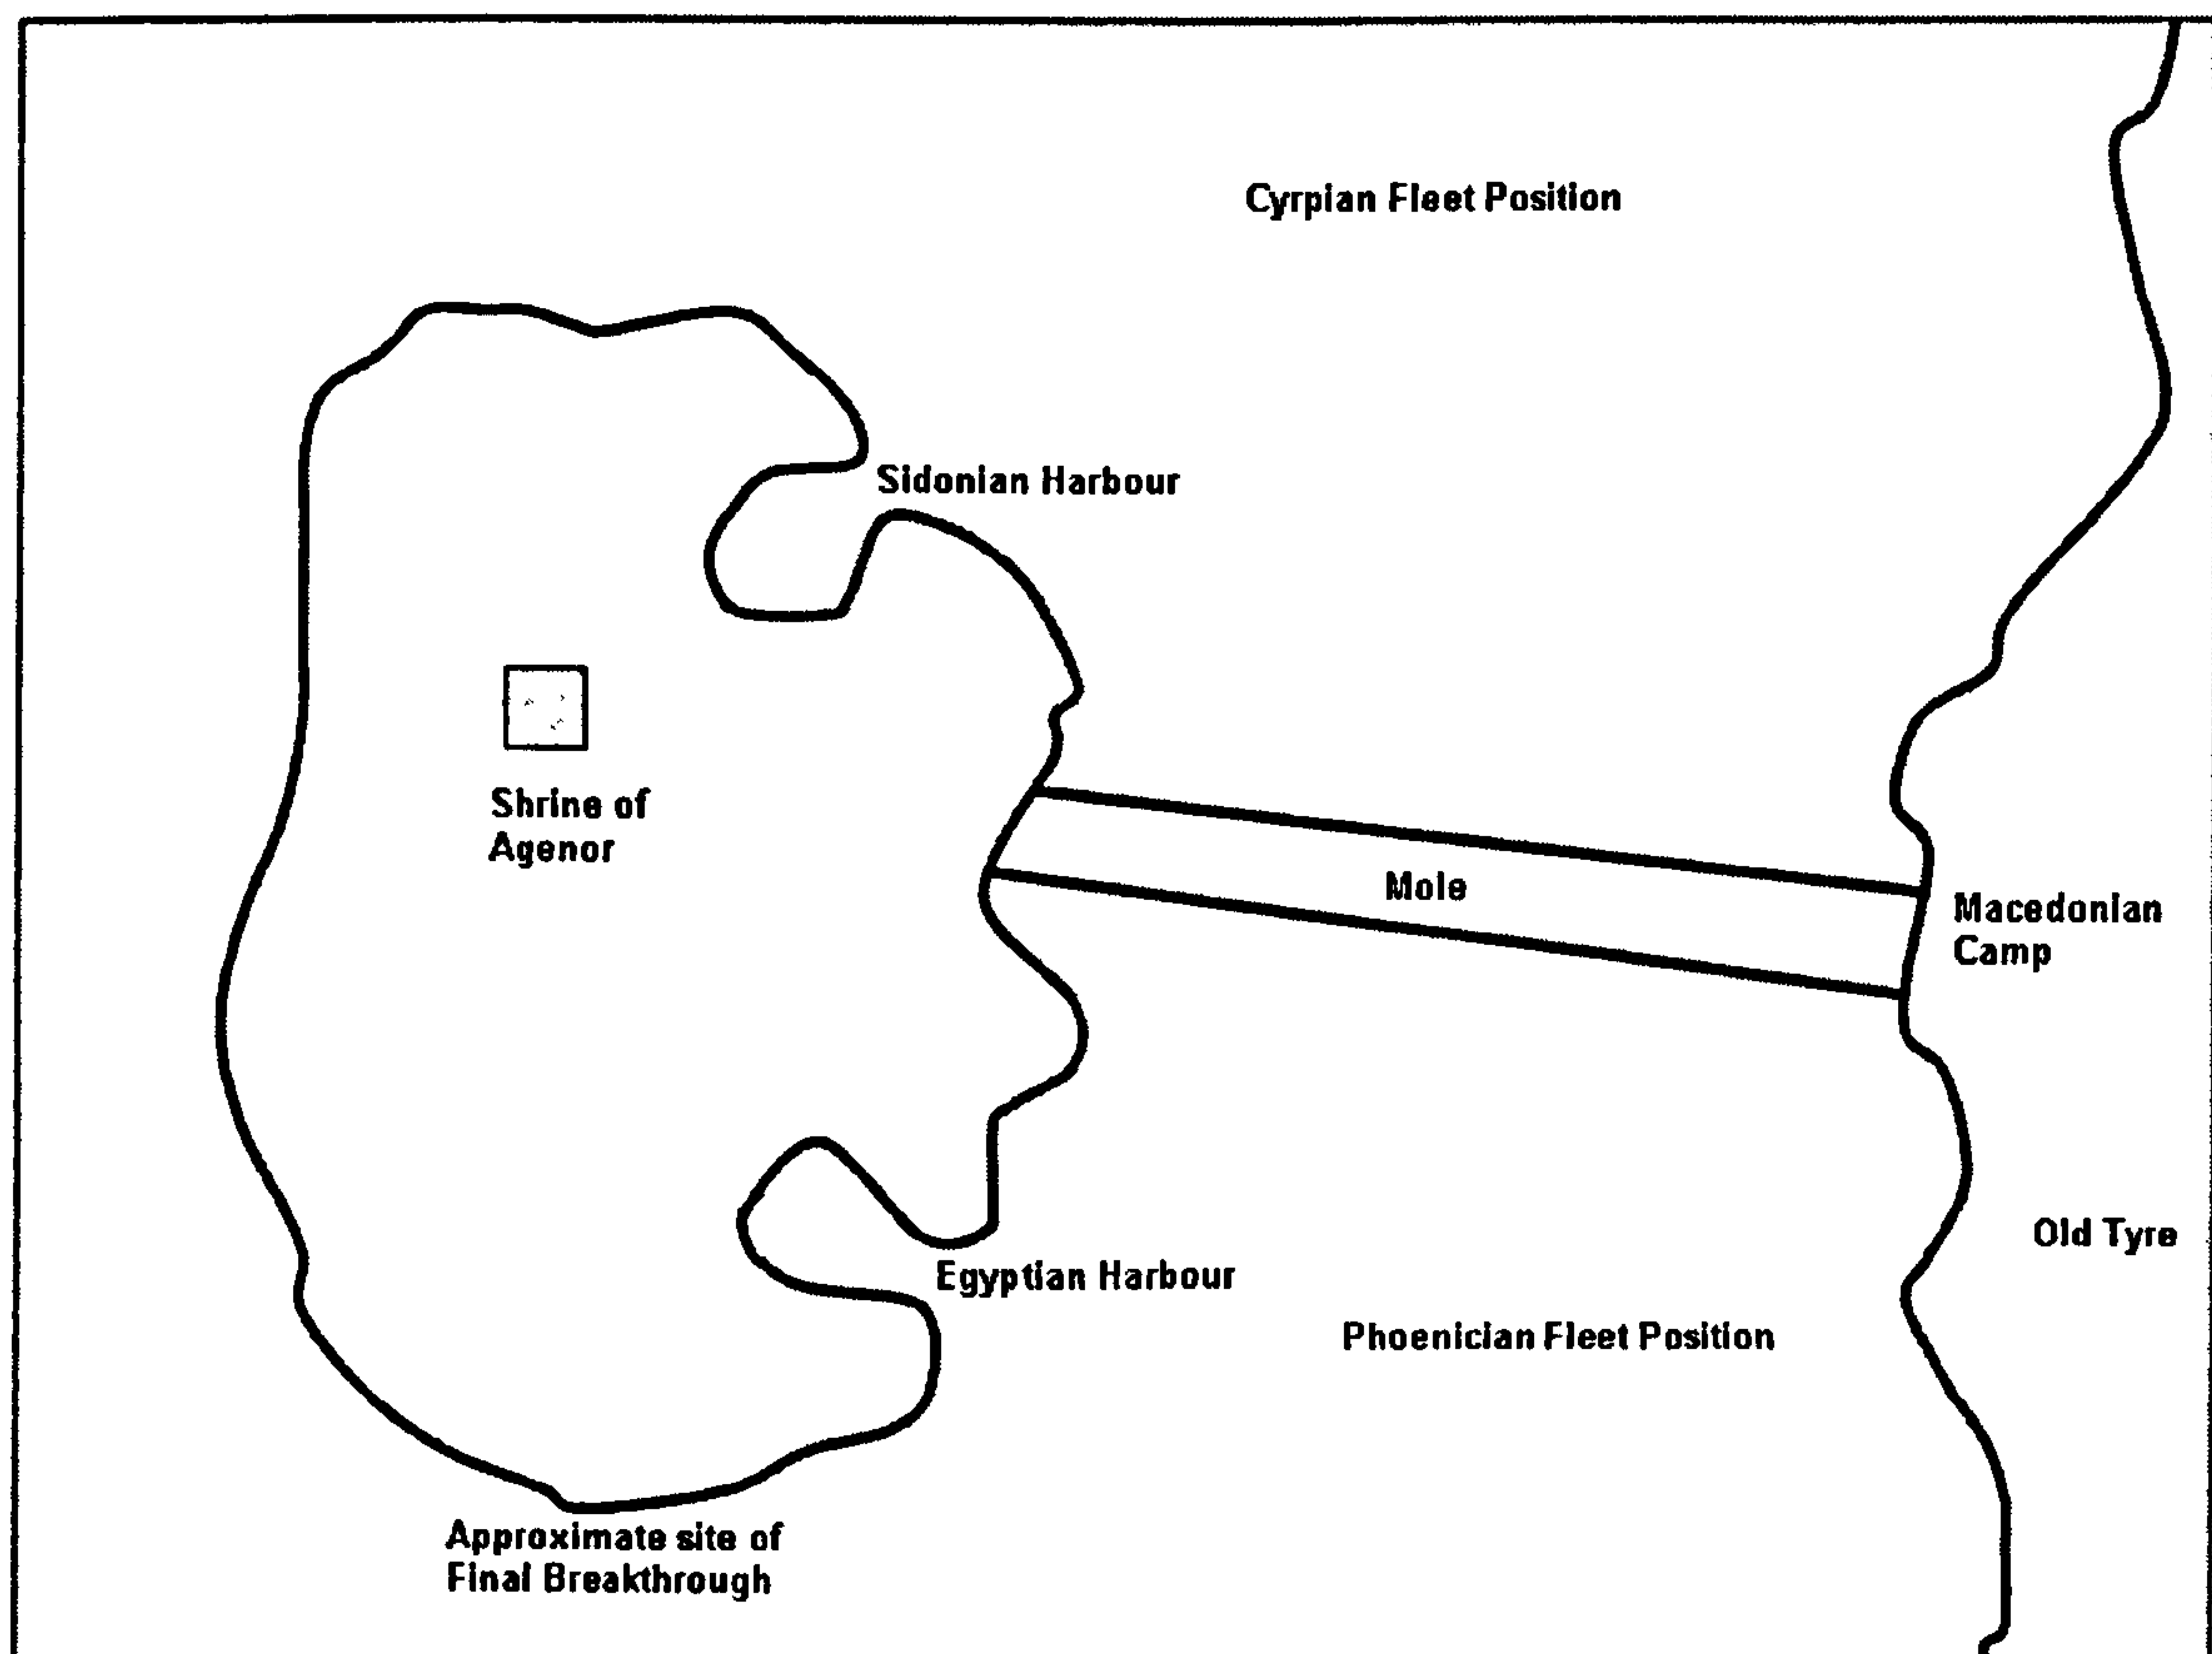 Cyrpian Fleet Position
Sidonian Harbour
Shrine of
Agenor
Mole
Macedonian
Camp
Old Tyre
Egyptian Harbour
Phoenician Fleet Position
Approximate site of
Final Breakthrough